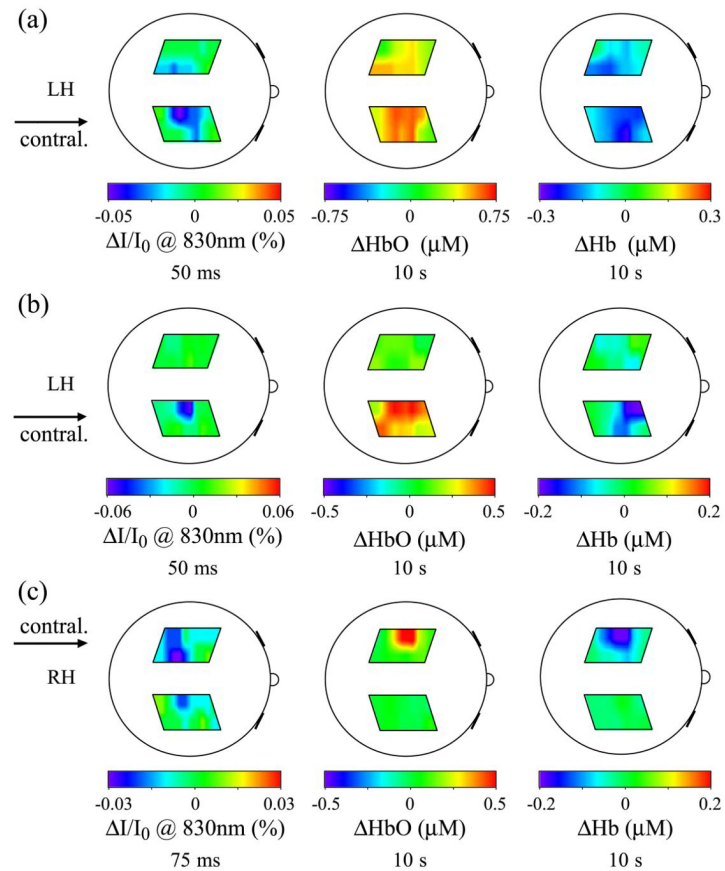 (a)
LH
contral.
-0.05 0 0.05
ΔI/I0 @ 830nm (%)
50 ms
-0.75 0 0.75
ΔHbO (μM)
10 s
-0.3 0 0.3
ΔHb (μM)
10 s
(b)
LH
contral.
-0.06 0 0.06
ΔI/I0 @ 830nm (%)
50 ms
-0.5 0 0.5
ΔHbO (μM)
10 s
-0.2 0 0.2
ΔHb (μM)
10 s
(c)
contral.
RH
-0.03 0 0.03
ΔI/I0 @ 830nm (%)
75 ms
-0.5 0 0.5
ΔHbO (μM)
10 s
-0.2 0 0.2
ΔHb (μM)
10 s